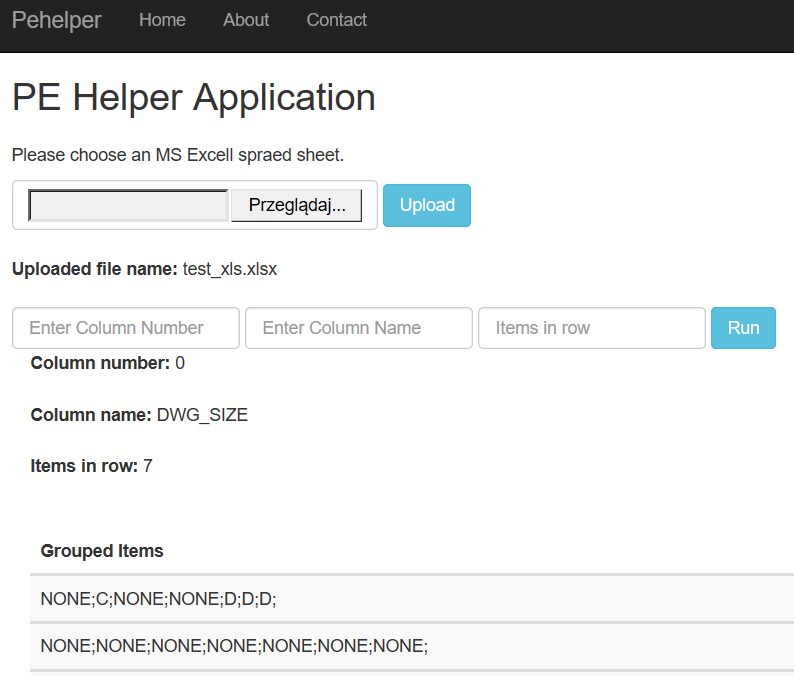 Pehelper Home About Contact
PE Helper Application
Please choose an MS Excell spraed sheet.
Przeglądaj... Upload
Uploaded file name: test_xls.xlsx
Enter Column Number Enter Column Name Items in row Run
Column number: 0
Column name: DWG_SIZE
Items in row: 7
Grouped Items
NONE;C;NONE;NONE;D;D;D;
NONE;NONE;NONE;NONE;NONE;NONE;NONE;